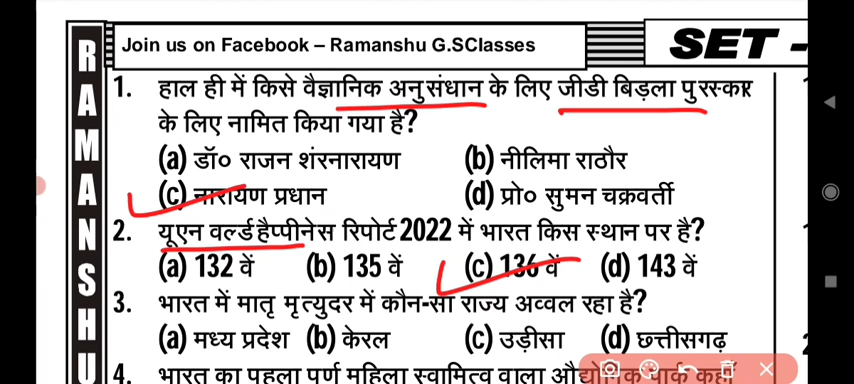 RAMANSHU
Join us on Facebook – Ramanshu G.SClasses
SET -
1. हाल ही में किसे वैज्ञानिक अनुसंधान के लिए जीडी बिड़ला पुरस्कार
के लिए नामित किया गया है?
(a) डॉ० राजन शंरनारायण (b) नीलिमा राठौर
(c) नारायण प्रधान (d) प्रो० सुमन चक्रवर्ती
2. यूएन वर्ल्ड हैप्पीनेस रिपोर्ट 2022 में भारत किस स्थान पर है?
(a) 132 वें (b) 135 वें (c) 136 वें (d) 143 वें
3. भारत में मातृ मृत्युदर में कौन-सा राज्य अव्वल रहा है?
(a) मध्य प्रदेश (b) केरल (c) उड़ीसा (d) छत्तीसगढ़
4. भारत का पहला पूर्ण महिला स्वामित्व वाला औद्योगिक पार्क कहाँ